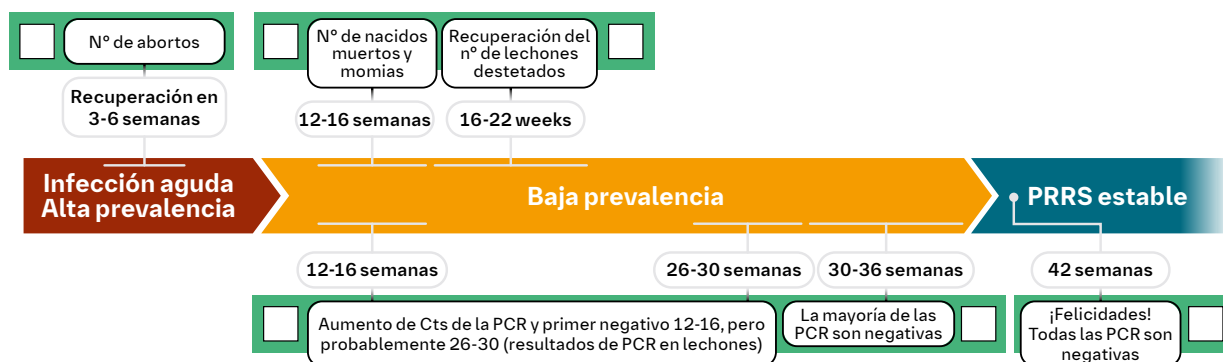 Nº de abortos
Recuperación en
3-6 semanas
Nº de nacidos
muertos y
momias
12-16 semanas
Recuperación del
nº de lechones
destetados
16-22 weeks
Infección aguda
Alta prevalencia
Baja prevalencia
PRRS estable
12-16 semanas
26-30 semanas
30-36 semanas
42 semanas
Aumento de Cts de la PCR y primer negativo 12-16, pero
probablemente 26-30 (resultados de PCR en lechones)
La mayoría de las
PCR son negativas
¡Felicidades!
Todas las PCR son
negativas